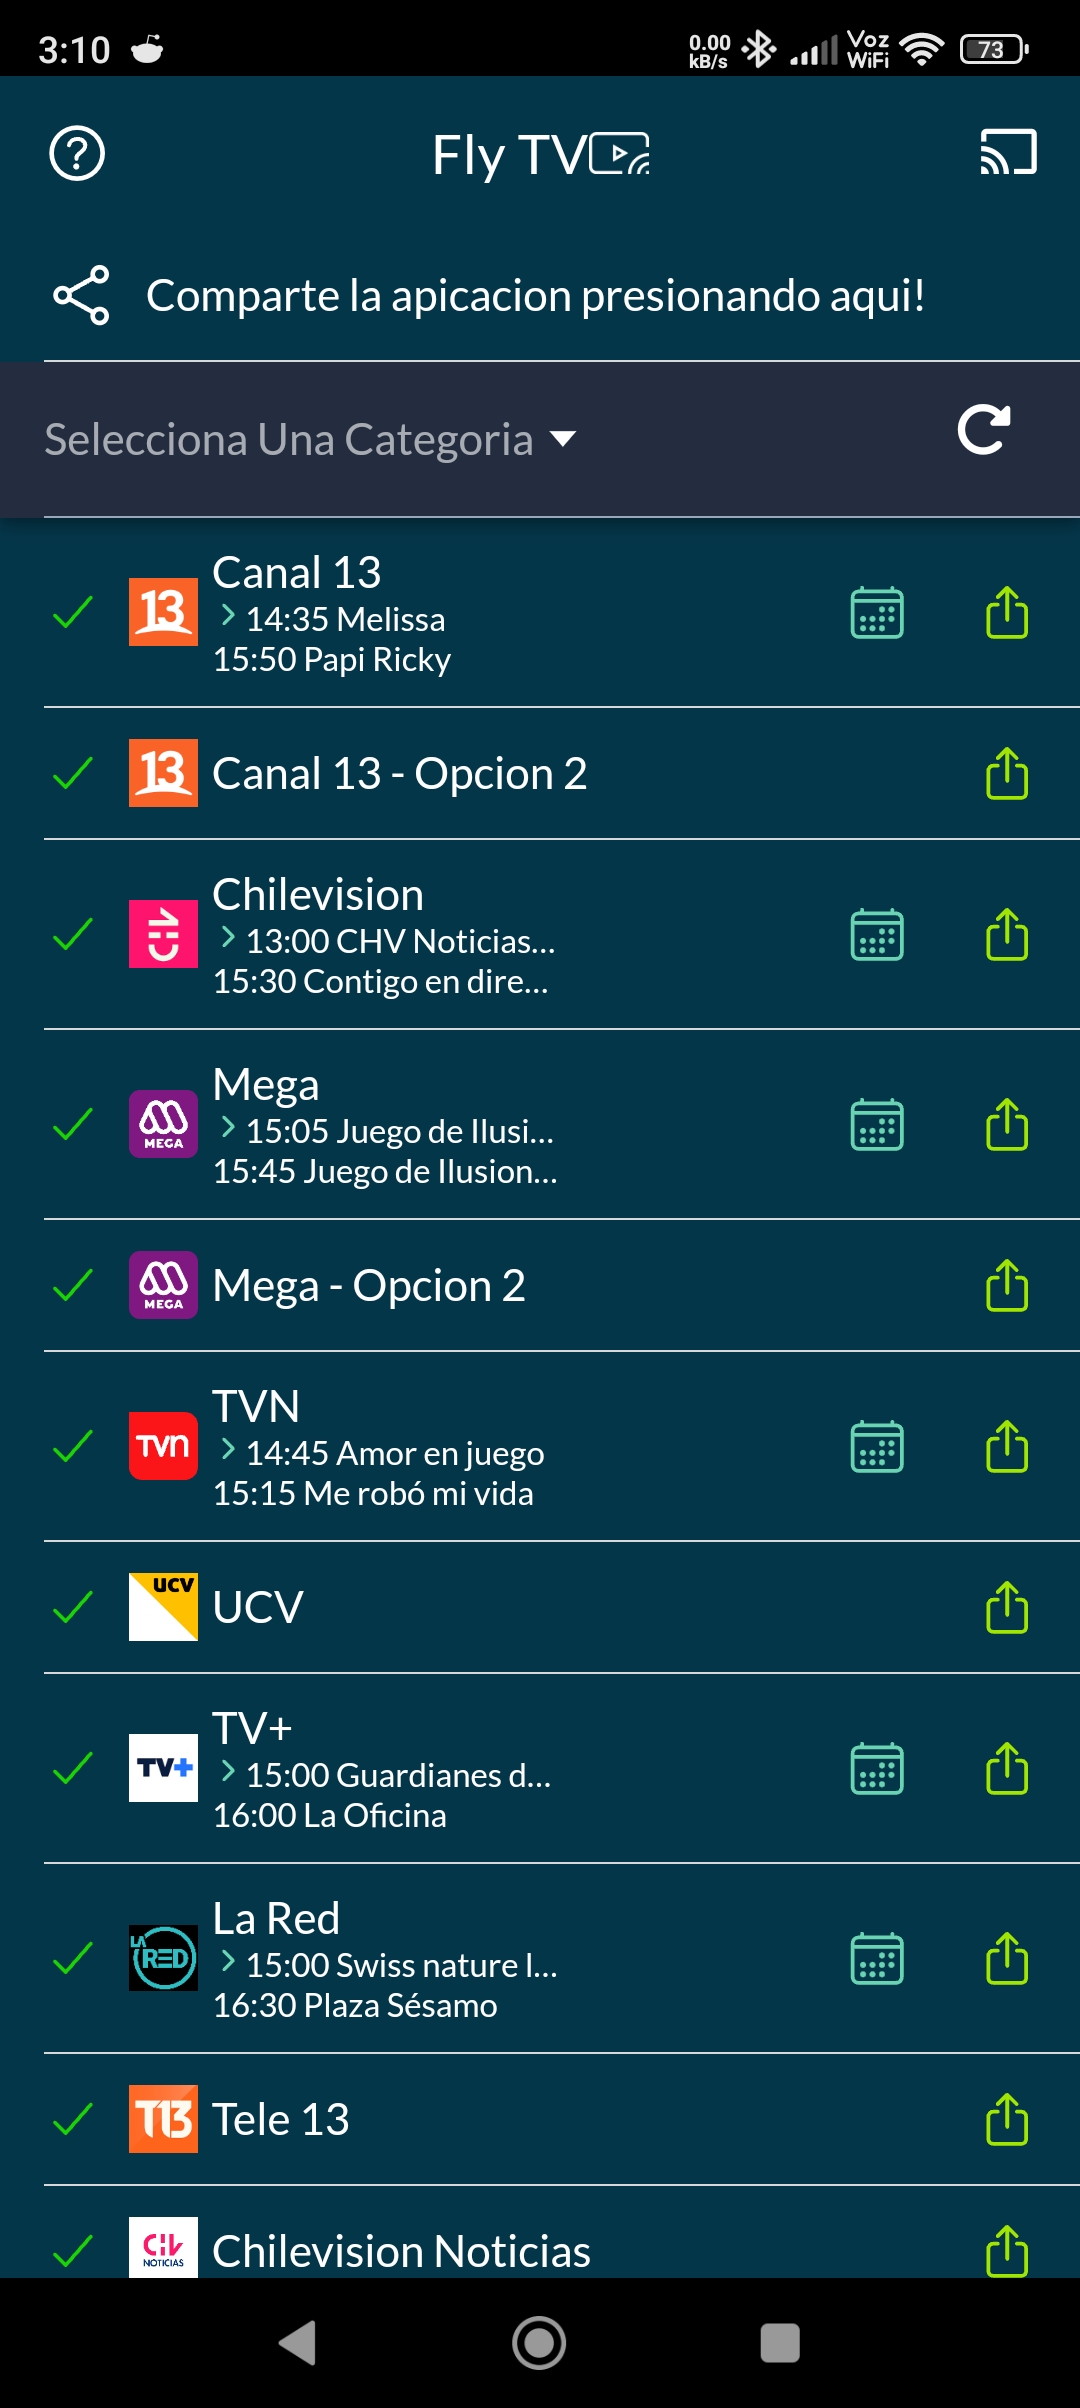 3:10
0.00
kB/s
Voz
WiFi
73
Fly TV
Comparte la apicacion presionando aqui!
Selecciona Una Categoria
13
Canal 13
14:35 Melissa
15:50 Papi Ricky
13
Canal 13 - Opcion 2
CHV
Chilevision
13:00 CHV Noticias...
15:30 Contigo en dire...
MEGA
Mega
15:05 Juego de Ilusi...
15:45 Juego de Ilusion...
MEGA
Mega - Opcion 2
TVN
TVN
14:45 Amor en juego
15:15 Me robó mi vida
UCV
UCV
TV+
TV+
15:00 Guardianes d...
16:00 La Oficina
LA RED
La Red
15:00 Swiss nature l...
16:30 Plaza Sésamo
T13
Tele 13
CHV
NOTICIAS
Chilevision Noticias